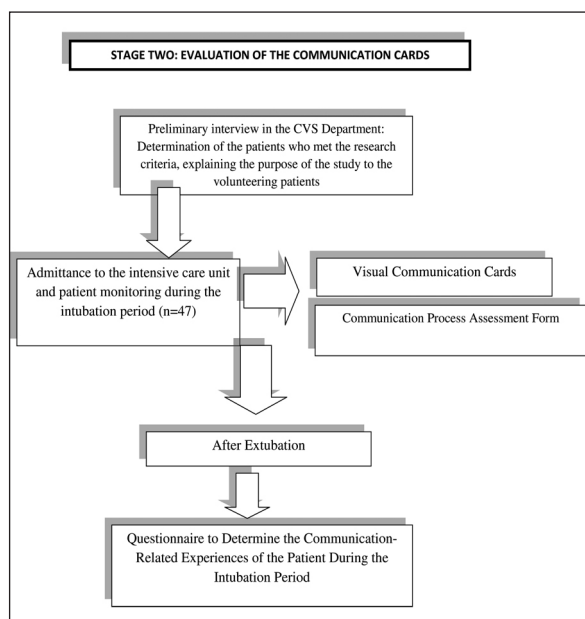 STAGE TWO: EVALUATION OF THE COMMUNICATION CARDS
Preliminary interview in the CVS Department:
Determination of the patients who met the research
criteria, explaining the purpose of the study to the
volunteering patients
Admittance to the intensive care unit
and patient monitoring during the
intubation period (n=47)
Visual Communication Cards
Communication Process Assessment Form
After Extubation
Questionnaire to Determine the Communication-
Related Experiences of the Patient During the
Intubation Period